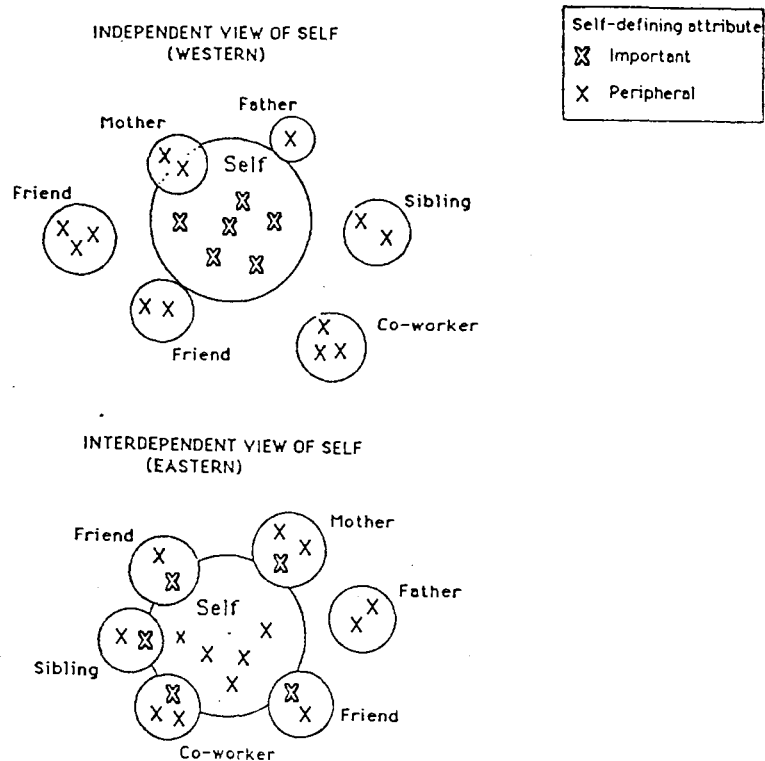 INDEPENDENT VIEW OF SELF
(WESTERN)
Self-defining attribute
X Important
X Peripheral
Father
X
Mother
X X
Self
X X X X X X
Friend
X X X
Sibling
X X
X X
Friend
Co-worker
X X X
INTERDEPENDENT VIEW OF SELF
(EASTERN)
Friend
X X
Mother
X X X
Self
X X X X X
Father
X X
X X
Sibling
X X X
Co-worker
X X
Friend